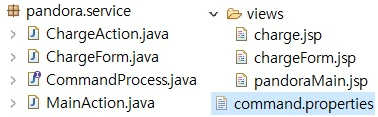 pandora.service
ChargeAction.java
ChargeForm.java
CommandProcess.java
MainAction.java
views
charge.jsp
chargeForm.jsp
pandoraMain.jsp
command.properties